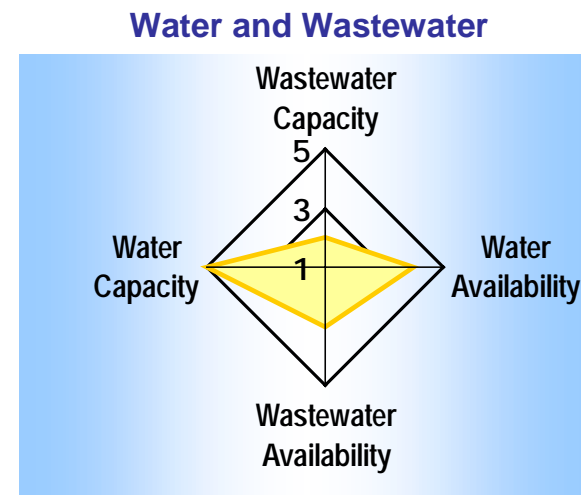 Water and Wastewater
Wastewater
Capacity
5
3
Water
Capacity
1
Water
Availability
Wastewater
Availability